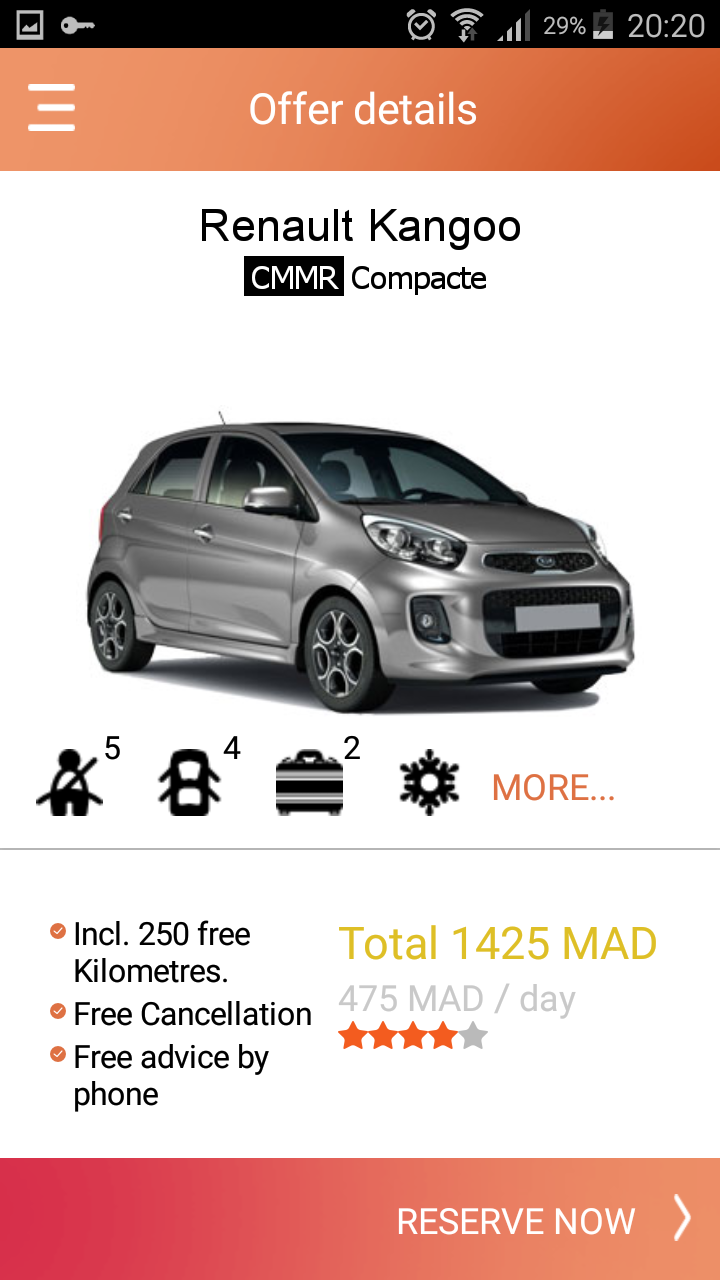 29% 20:20
Offer details
Renault Kangoo
CMMR Compacte
5 4 2
MORE...
Incl. 250 free
Kilometres.
Free Cancellation
Free advice by
phone
Total 1425 MAD
475 MAD / day
RESERVE NOW